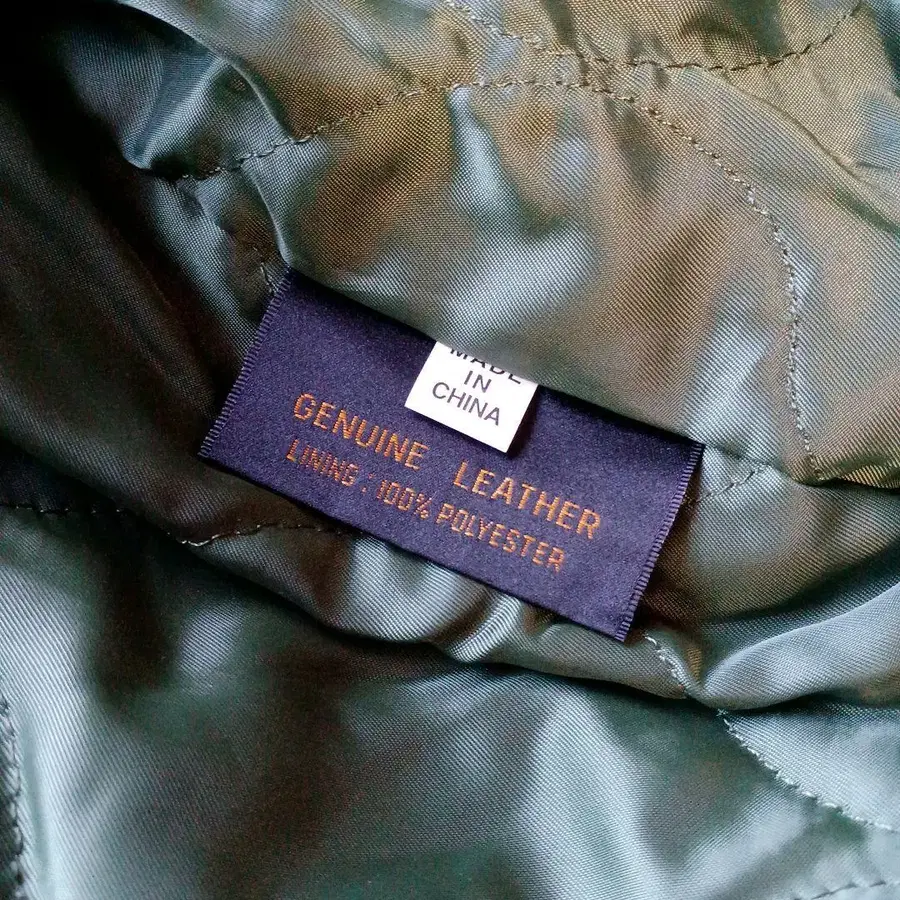 MADE
IN
CHINA
GENUINE LEATHER
LINING : 100% POLYESTER